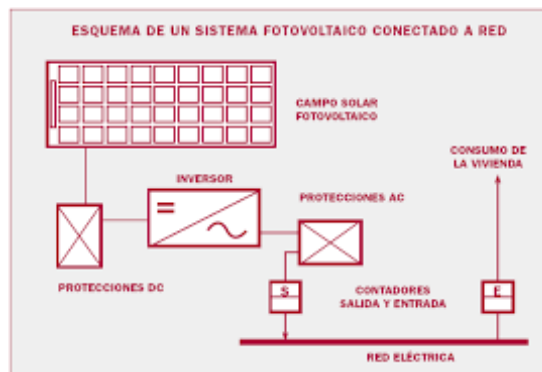 ESQUEMA DE UN SISTEMA FOTOVOLTAICO CONECTADO A RED
CAMPO SOLAR
FOTOVOLTAICO
CONSUMO DE
LA VIVIENDA
INVERSOR
PROTECCIONES AC
PROTECCIONES DC
S
CONTADORES
SALIDA Y ENTRADA
E
RED ELÉCTRICA